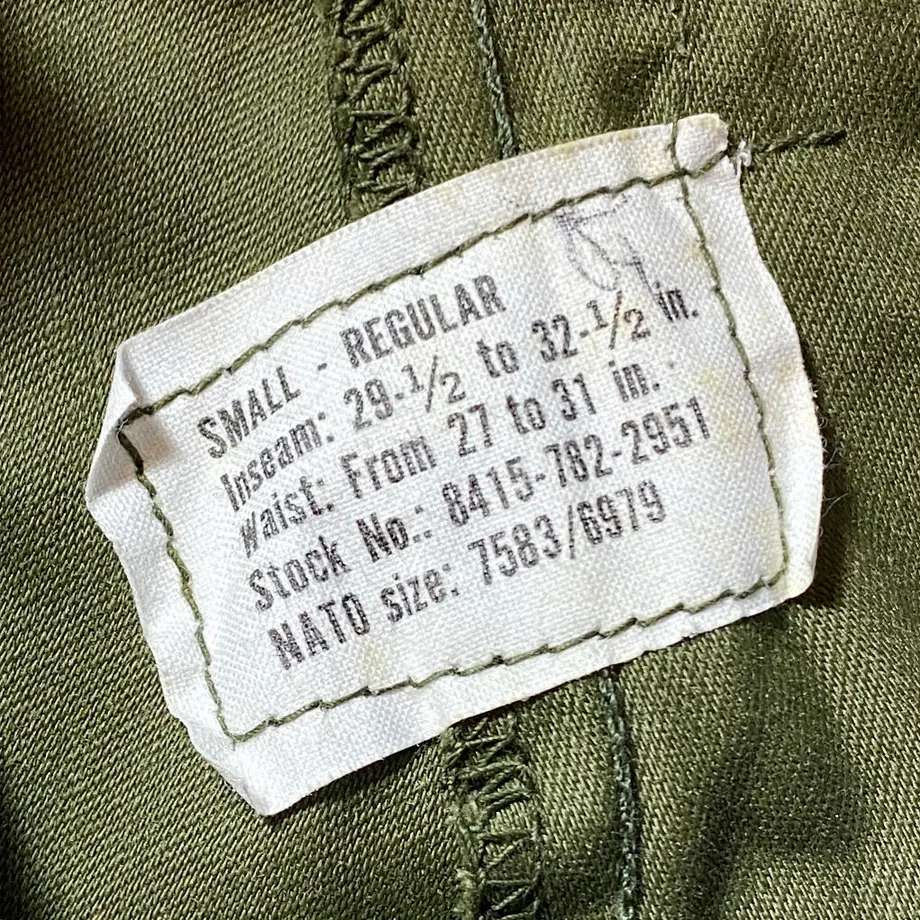 SMALL - REGULAR
Inseam: 29-1/2 to 32-1/2 in.
Waist: From 27 to 31 in.
Stock No.: 8415-782-2951
NATO size: 7583/6979